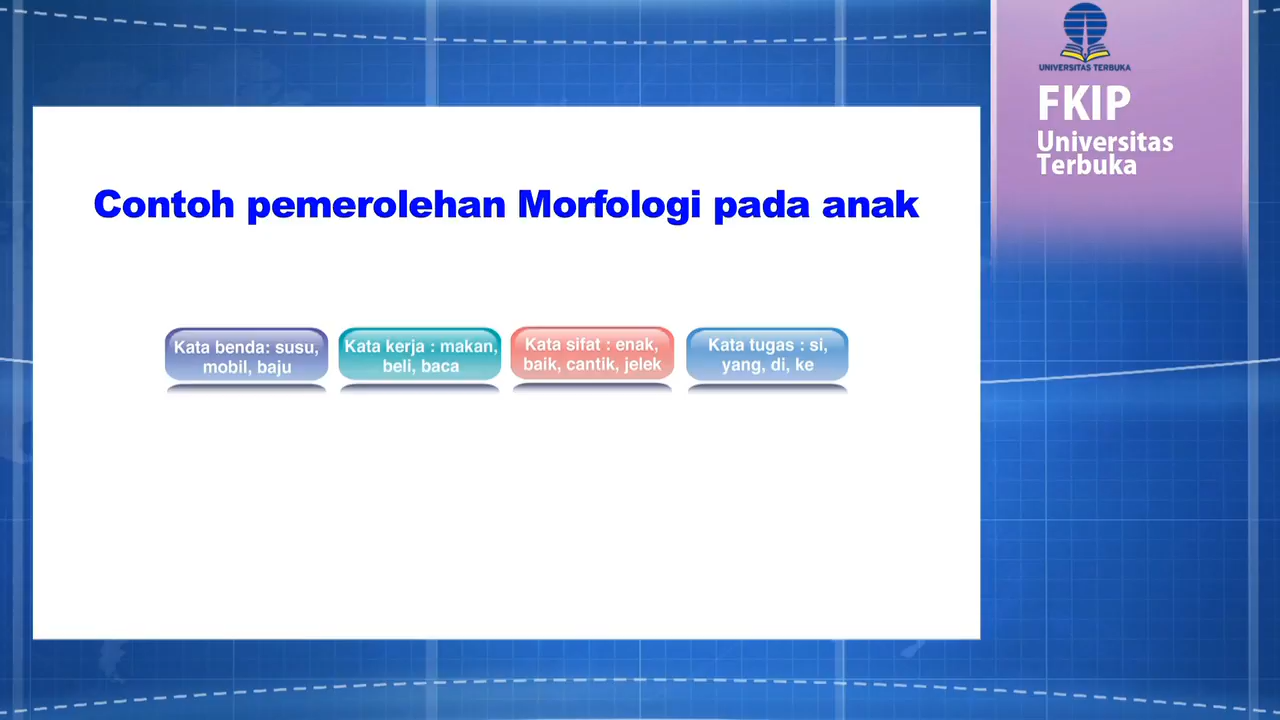 UNIVERSITAS TERBUKA
FKIP
Universitas
Terbuka
Contoh pemerolehan Morfologi pada anak
Kata benda: susu,
mobil, baju
Kata kerja : makan,
beli, baca
Kata sifat : enak,
baik, cantik, jelek
Kata tugas : si,
yang, di, ke